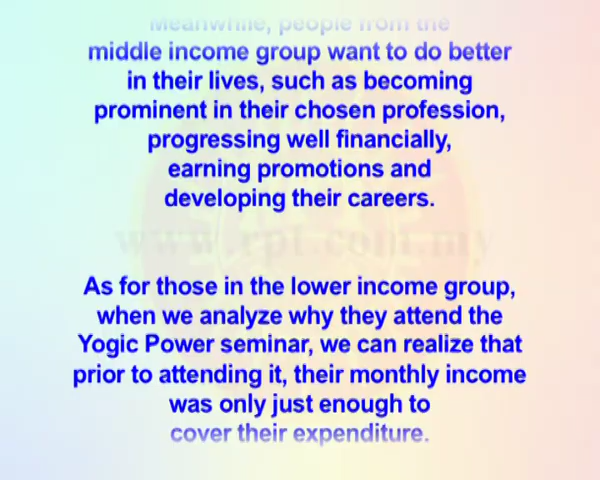 Meanwhile, people from the
middle income group want to do better
in their lives, such as becoming
prominent in their chosen profession,
progressing well financially,
earning promotions and
developing their careers.
www.rpt.com.my
As for those in the lower income group,
when we analyze why they attend the
Yogic Power seminar, we can realize that
prior to attending it, their monthly income
was only just enough to
cover their expenditure.